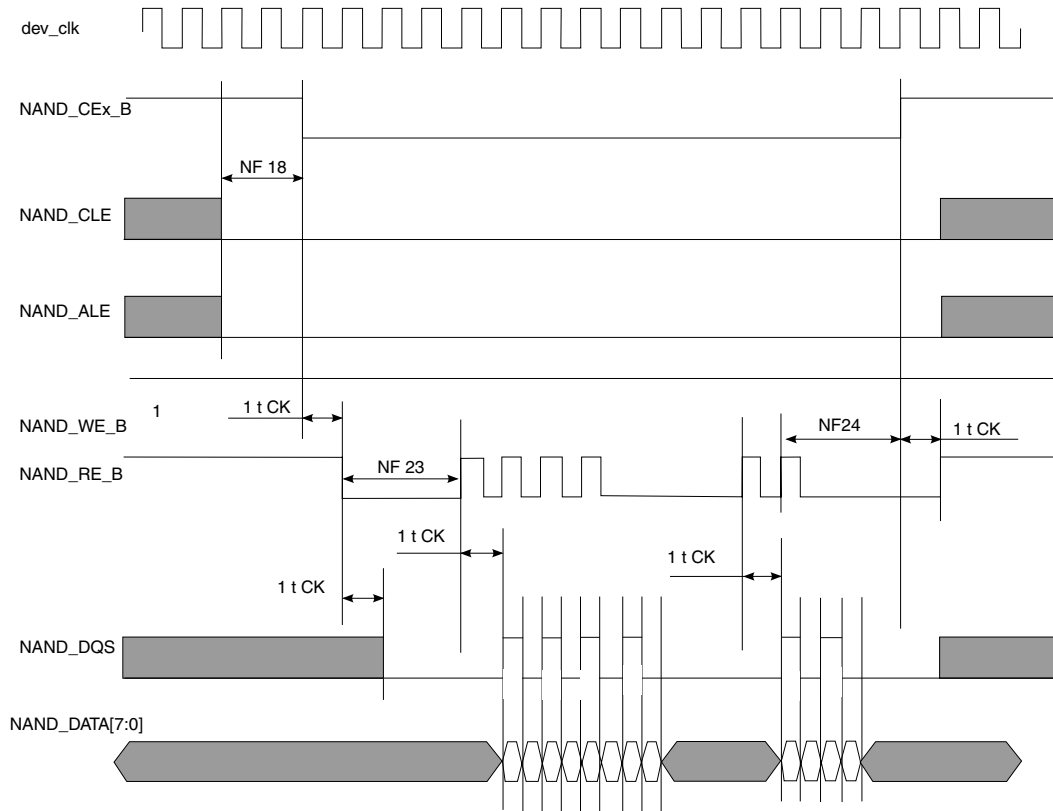 dev_clk
NAND_CEx_B
NF 18
NAND_CLE
NAND_ALE
1
1 t CK
NF24
1 t CK
NAND_WE_B
NAND_RE_B
NF 23
1 t CK
1 t CK
1 t CK
NAND_DQS
NAND_DATA[7:0]